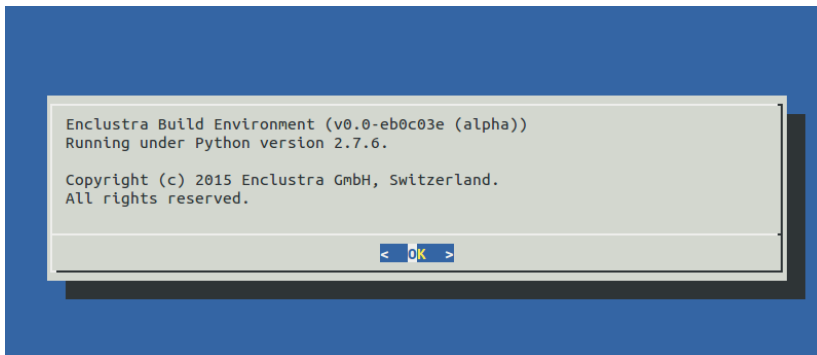 Enclustra Build Environment (v0.0-eb0c03e (alpha))
Running under Python version 2.7.6.
Copyright (c) 2015 Enclustra GmbH, Switzerland.
All rights reserved.
< OK >